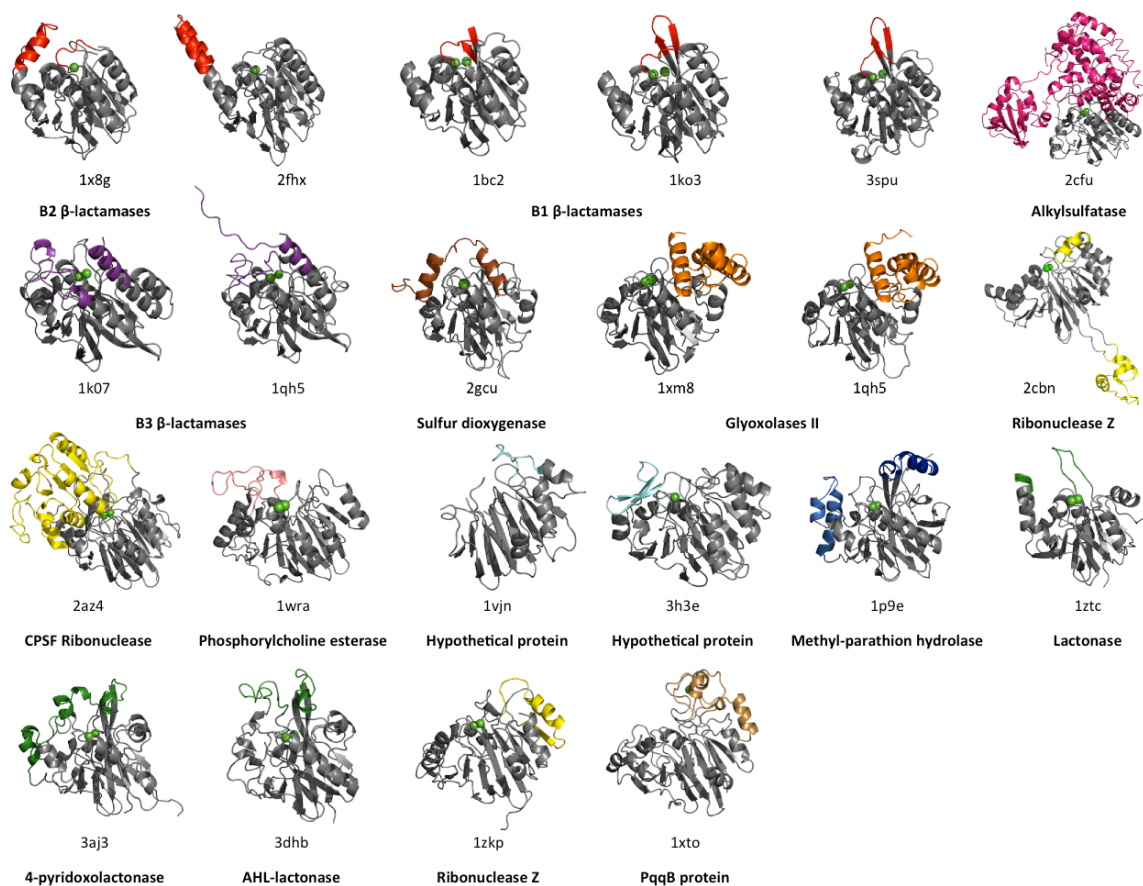 1x8g 2fhx 1bc2 1ko3 3spu 2cfu
B2 β-lactamases B1 β-lactamases Alkylsulfatase
1k07 1qh5 2gcu 1xm8 1qh5 2cbn
B3 β-lactamases Sulfur dioxygenase Glyoxolases II Ribonuclease Z
2az4 1wra 1vjn 3h3e 1p9e 1ztc
CPSF Ribonuclease Phosphorylcholine esterase Hypothetical protein Hypothetical protein Methyl-parathion hydrolase Lactonase
3aj3 3dhb 1zkp 1xto
4-pyridoxolactonase AHL-lactonase Ribonuclease Z PqqB protein